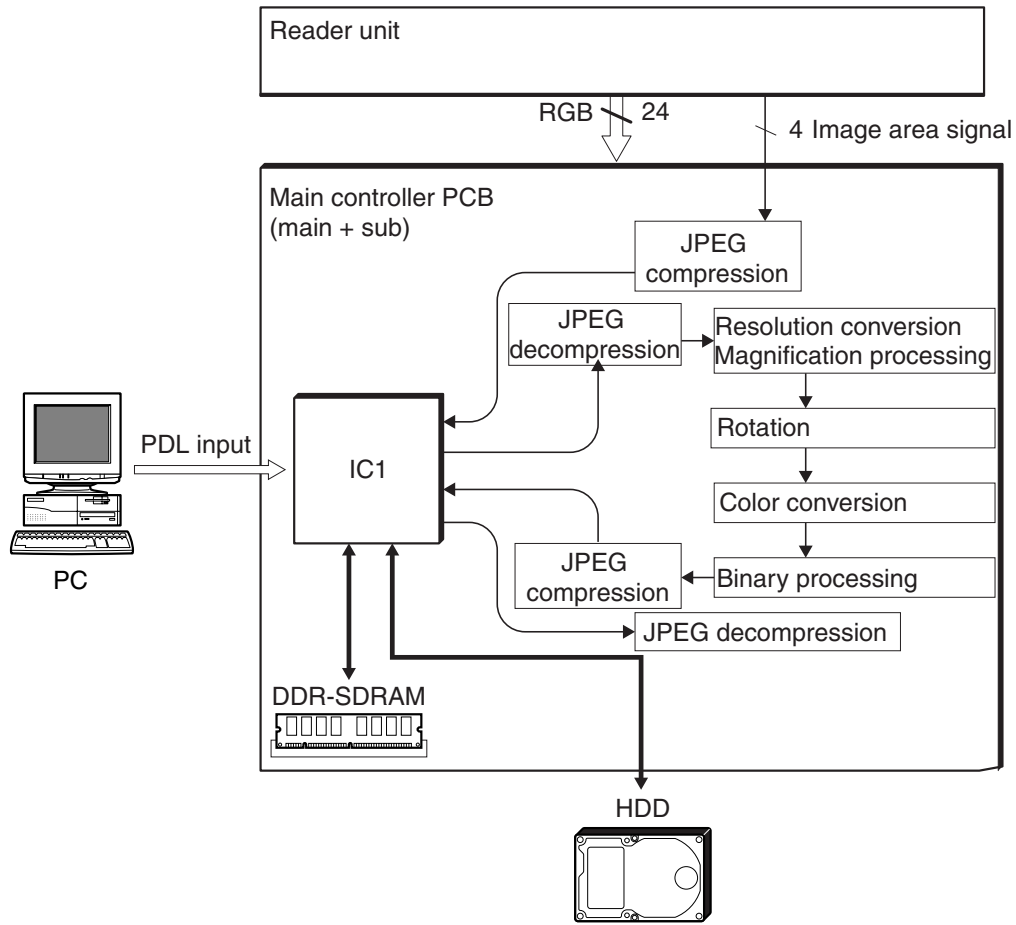 Reader unit
RGB 24
4 Image area signal
Main controller PCB
(main + sub)
JPEG
compression
JPEG
decompression
Resolution conversion
Magnification processing
Rotation
PDL input
IC1
Color conversion
PC
JPEG
compression
Binary processing
JPEG decompression
DDR-SDRAM
HDD